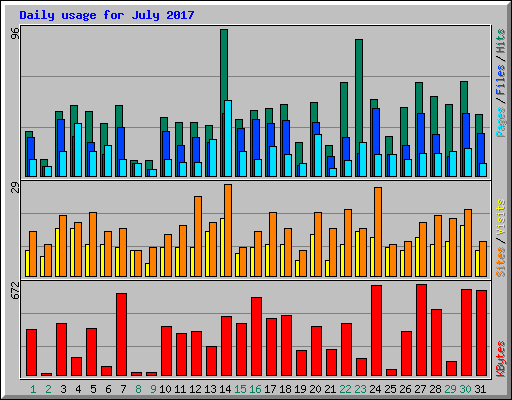 Daily usage for July 2017
96
Pages / Files / Hits
29
Sites / Visits
672
KBytes
1 2 3 4 5 6 7 8 9 10 11 12 13 14 15 16 17 18 19 20 21 22 23 24 25 26 27 28 29 30 31